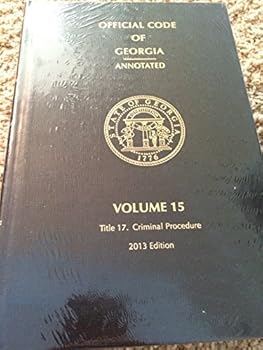 OFFICIAL CODE
OF
GEORGIA
ANNOTATED
STATE OF GEORGIA
1776
VOLUME 15
Title 17. Criminal Procedure
2013 Edition